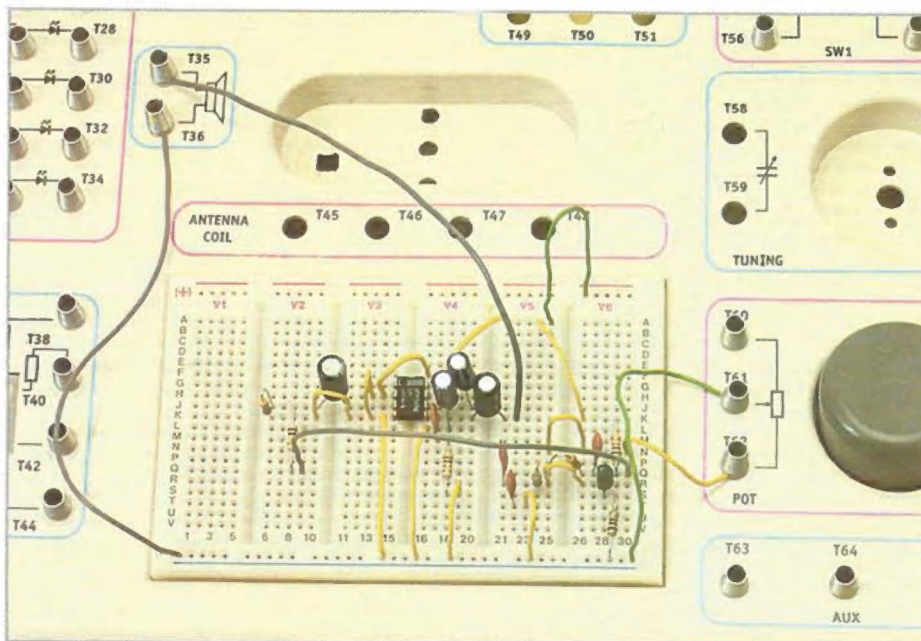 T28
T30
T32
T34
T35
T36
T49 T50 T51
T56
SW1
T58
T59
TUNING
ANTENNA
COIL
T45 T46 T47
(+) V1 V2 V3 V4 V5 V6
A
B
C
D
E
F
G
H
J
K
L
M
N
P
Q
R
S
T
U
V
A
B
C
D
E
F
G
H
J
K
L
1 3 5 6 8 10 11 13 15 16 18 20 21 23 25 26 28 30
T38
T40
T42
T44
T61
POT
T63 T64
AUX